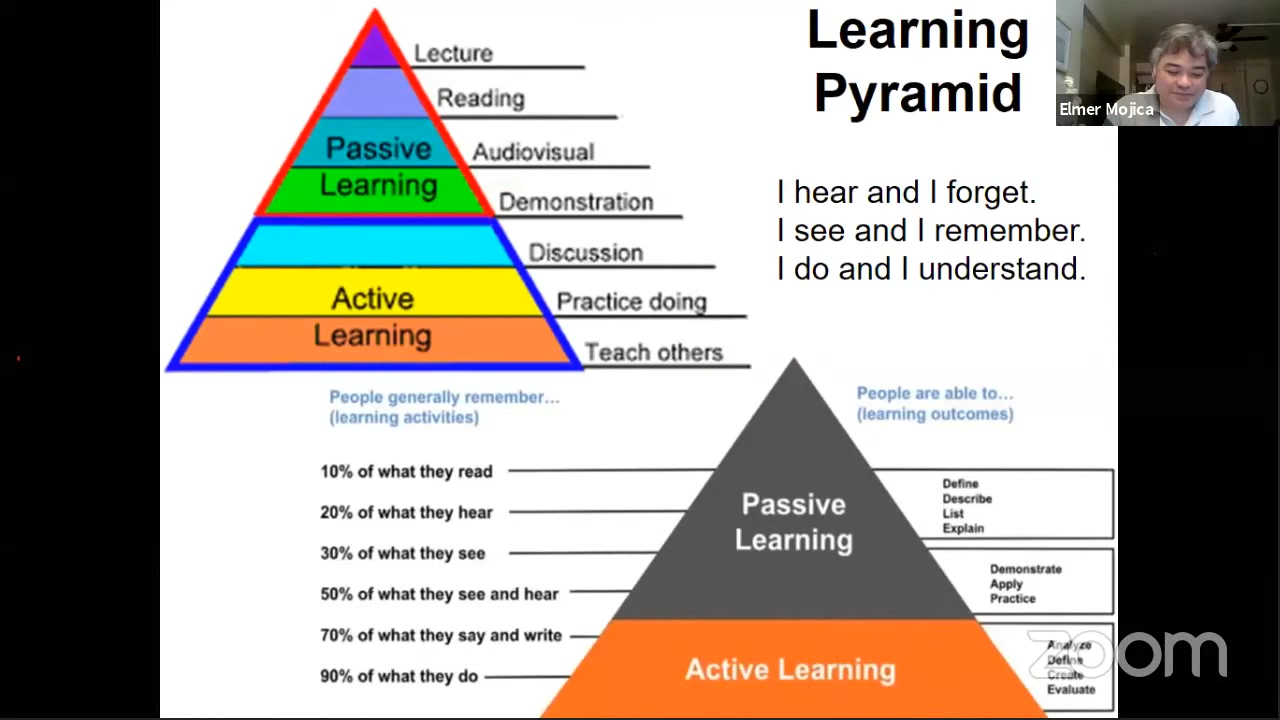 Learning
Pyramid
Elmer Mojica
Lecture
Reading
Passive
Audiovisual
Learning
Demonstration
Discussion
Active
Practice doing
Learning
Teach others
I hear and I forget.
I see and I remember.
I do and I understand.
People generally remember...
(learning activities)
10% of what they read
20% of what they hear
30% of what they see
50% of what they see and hear
70% of what they say and write
90% of what they do
Passive
Learning
Active Learning
People are able to...
(learning outcomes)
Define
Describe
List
Explain
Demonstrate
Apply
Practice
Analyze
Define
Create
Evaluate
zoom